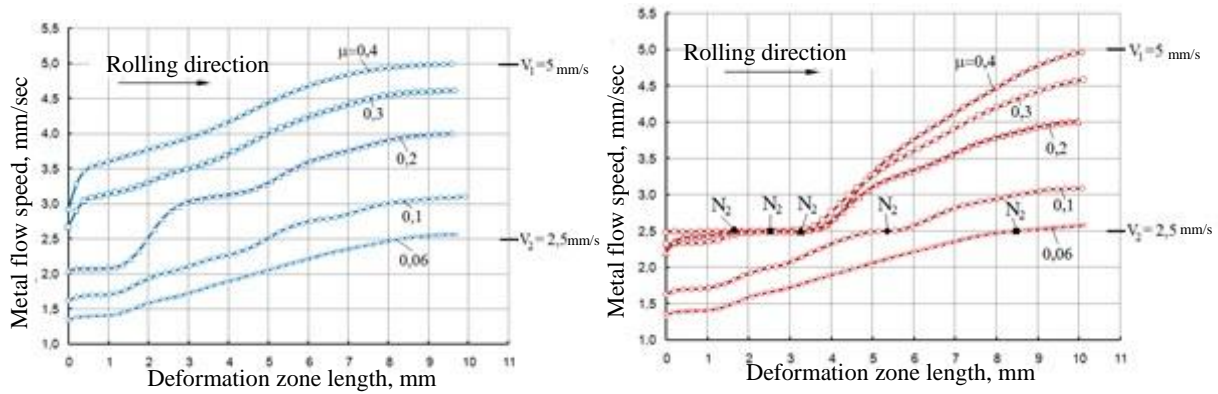 Metal flow speed, mm/sec
5,5
5,0
4,5
4,0
3,5
3,0
2,5
2,0
1,5
1,0
Rolling direction
μ=0,4
0,3
0,2
0,1
0,06
V₁=5 mm/s
V₂=2,5 mm/s
0 1 2 3 4 5 6 7 8 9 10 11
Deformation zone length, mm
Metal flow speed, mm/sec
5,5
5,0
4,5
4,0
3,5
3,0
2,5
2,0
1,5
1,0
Rolling direction
μ=0,4
0,3
0,2
0,1
0,06
N₂ N₂ N₂ N₂ N₂
V₁=5 mm/s
V₂=2,5 mm/s
0 1 2 3 4 5 6 7 8 9 10 11
Deformation zone length, mm